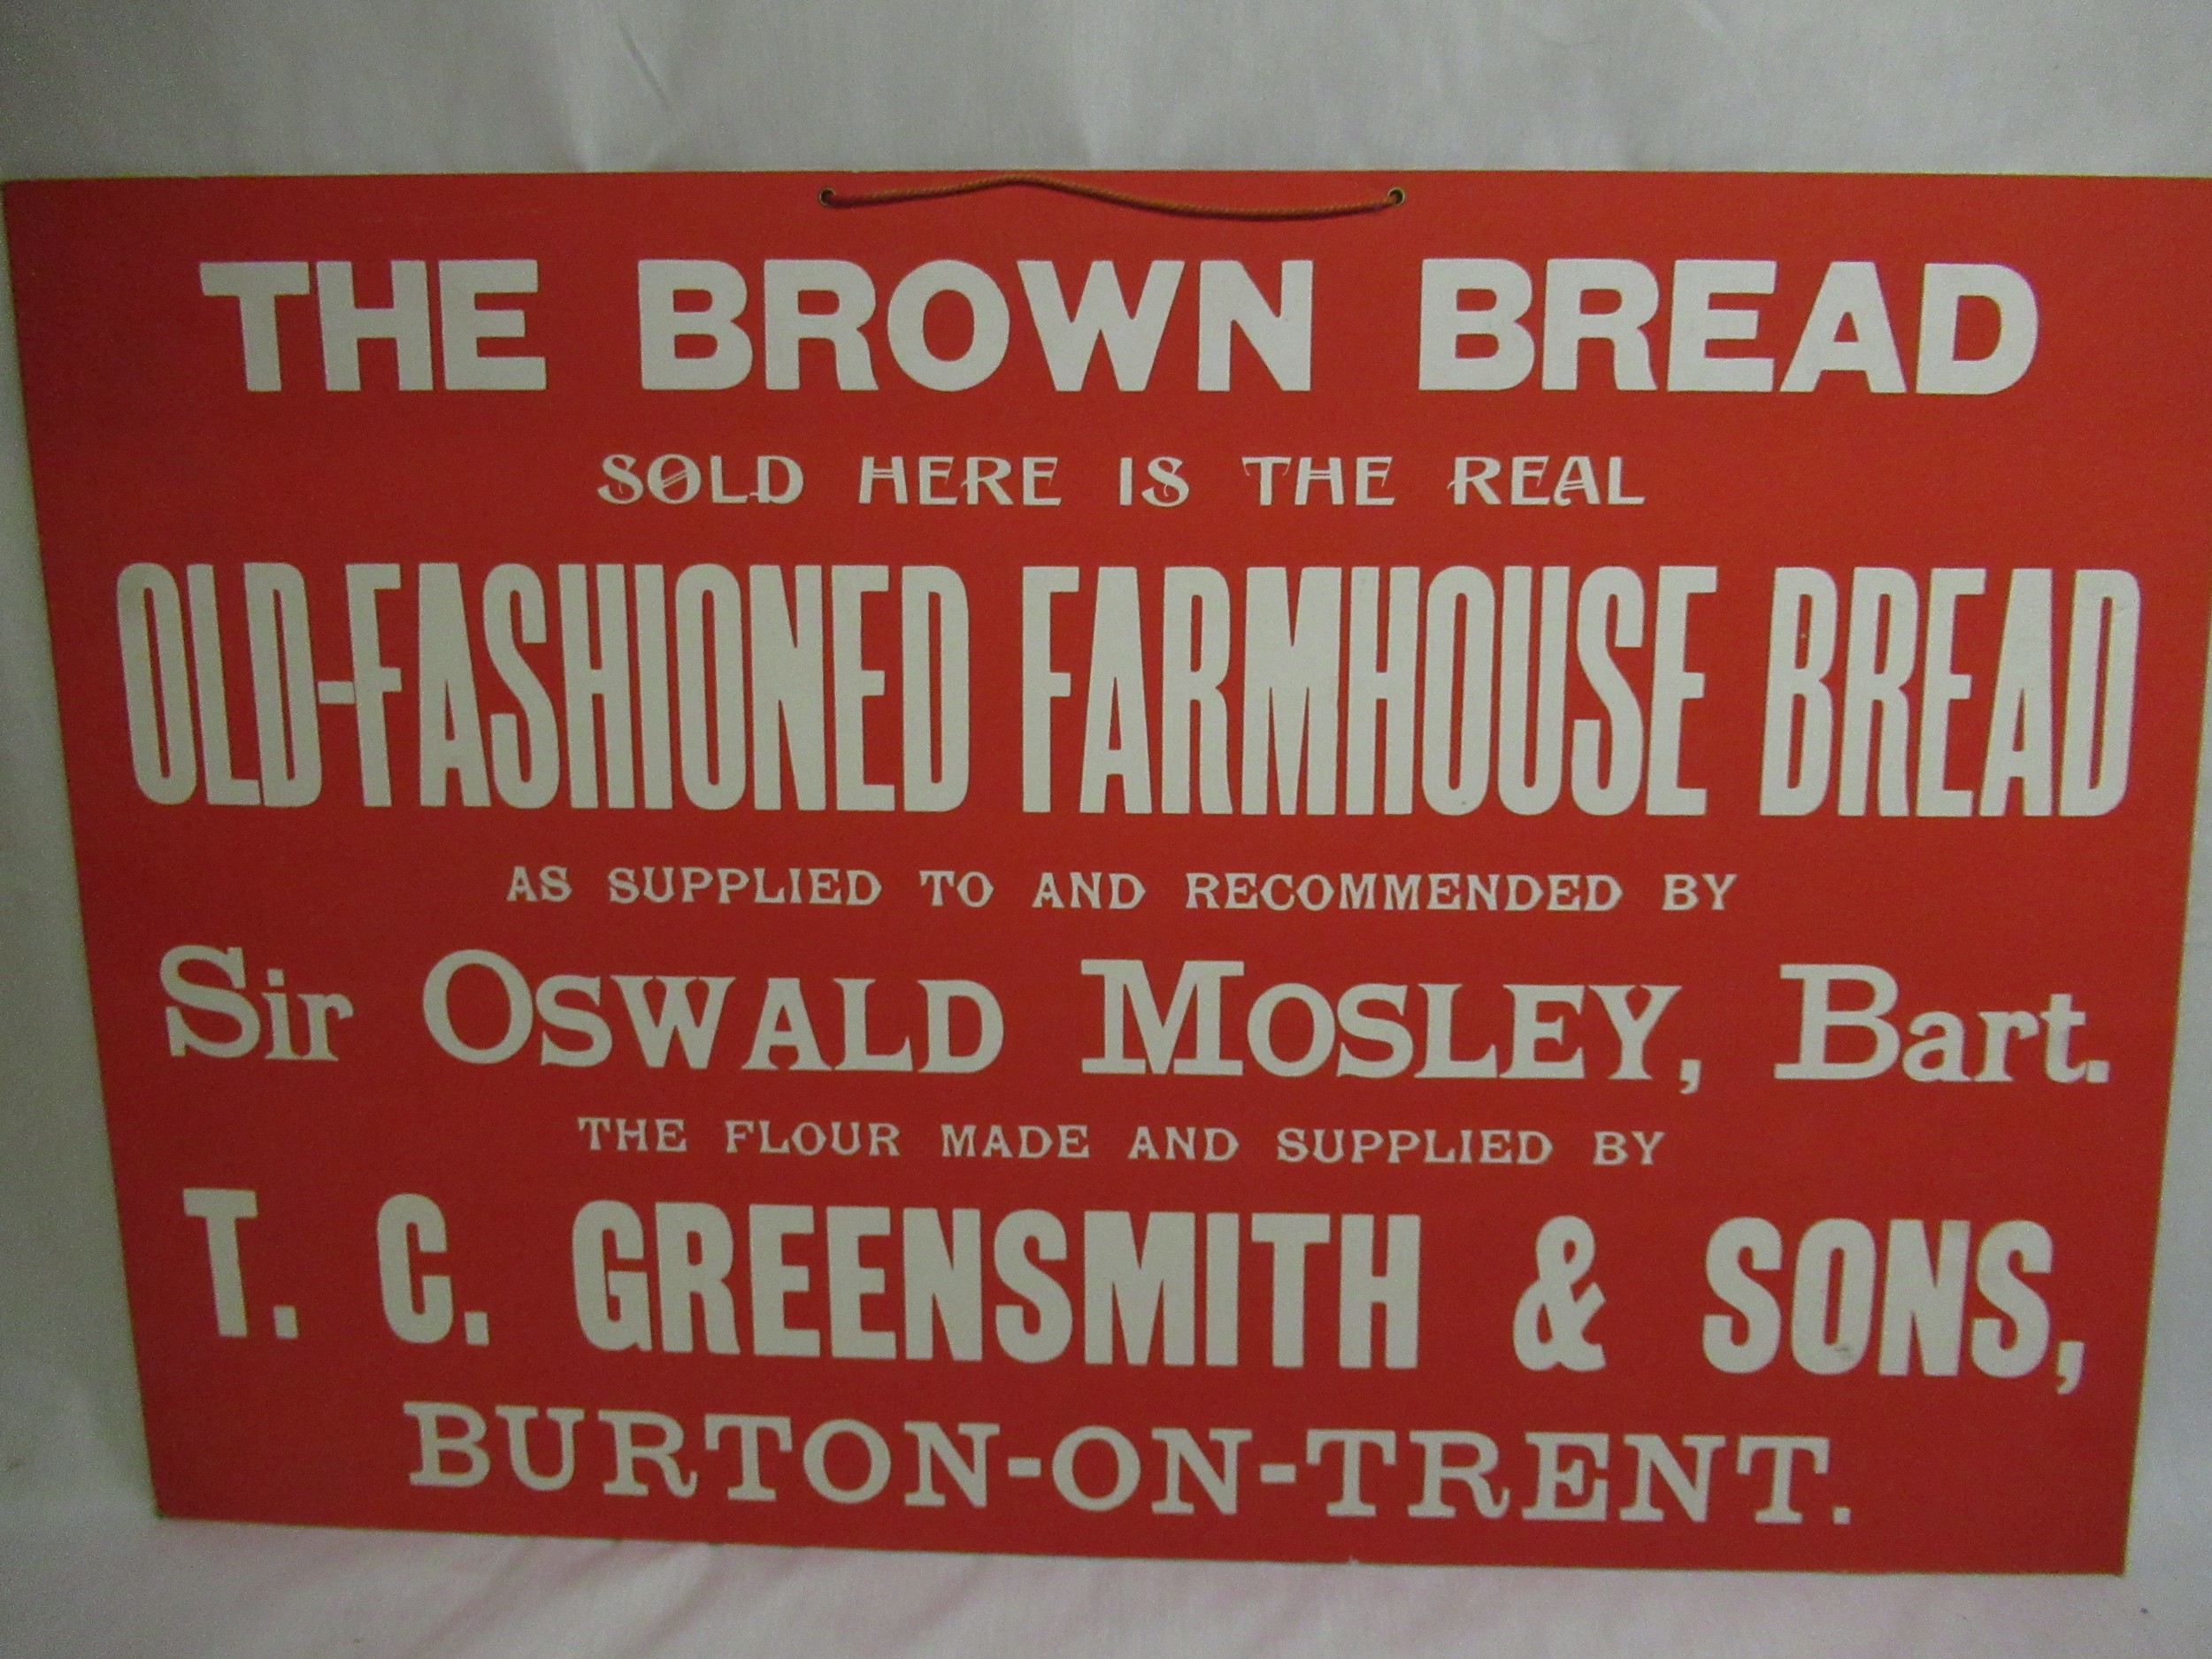 THE BROWN BREAD
SOLD HERE IS THE REAL
OLD-FASHIONED FARMHOUSE BREAD
AS SUPPLIED TO AND RECOMMENDED BY
Sir OSWALD MOSLEY, Bart.
THE FLOUR MADE AND SUPPLIED BY
T. C. GREENSMITH & SONS,
BURTON-ON-TRENT.